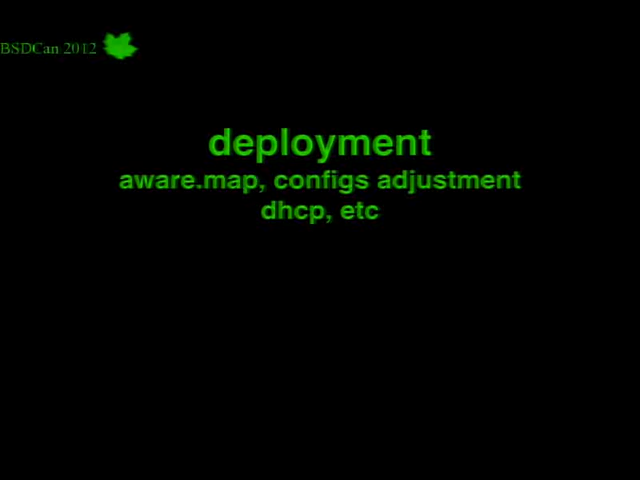 BSDCan 2012
deployment
aware.map, configs adjustment
dhcp, etc